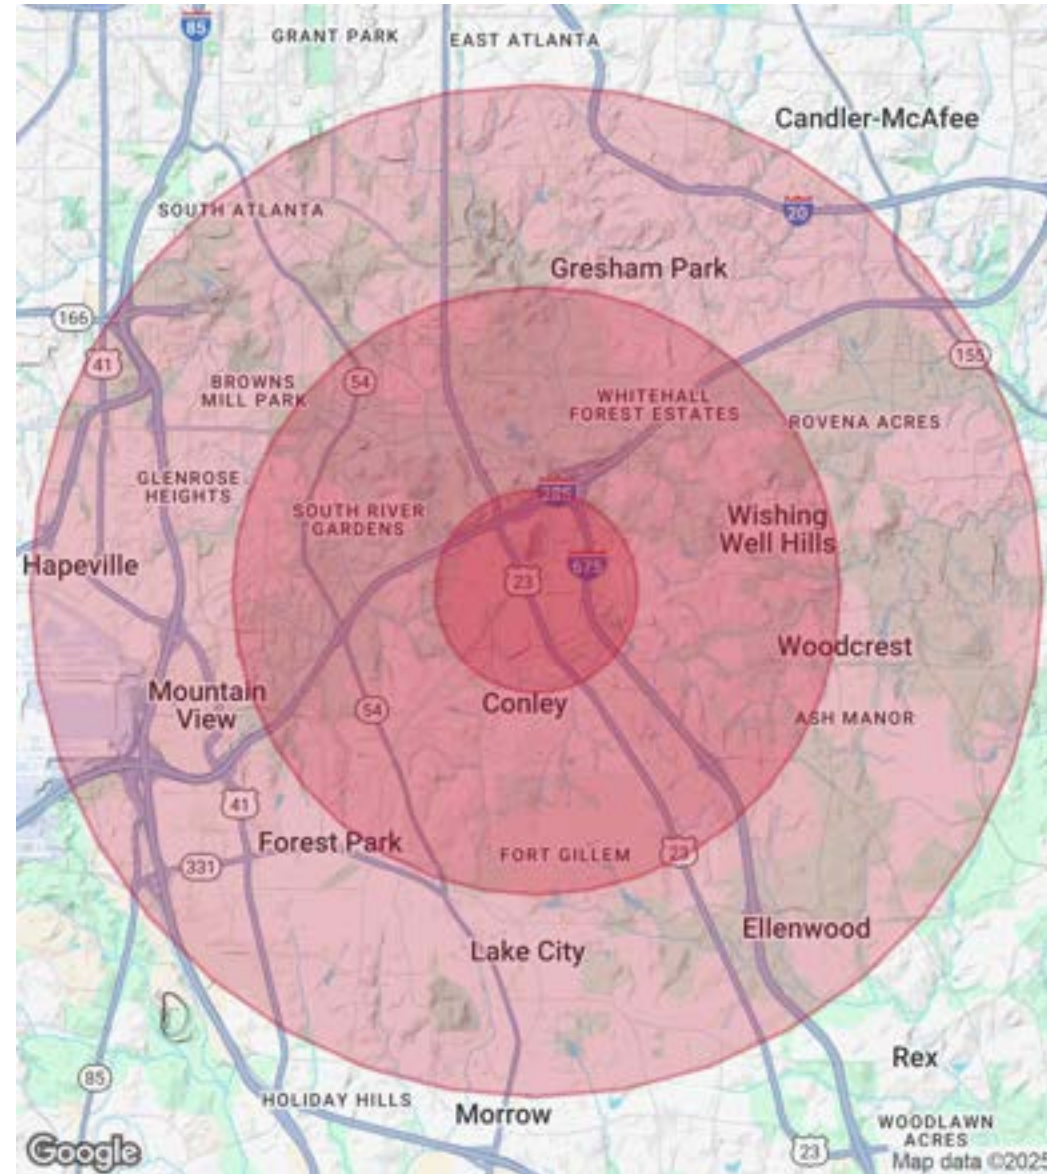 85
GRANT PARK
EAST ATLANTA
Candler-McAfee
SOUTH ATLANTA
20
Gresham Park
166
41
155
54
BROWNS
MILL PARK
WHITEHALL
FOREST ESTATES
ROVENA ACRES
GLENROSE
HEIGHTS
285
SOUTH RIVER
GARDENS
Wishing
Well Hills
Hapeville
675
23
Woodcrest
Mountain
View
Conley
54
ASH MANOR
41
Forest Park
331
FORT GILLEM
23
Ellenwood
Lake City
Rex
85
HOLIDAY HILLS
Morrow
WOODLAWN
ACRES
23
Google
Map data ©2025